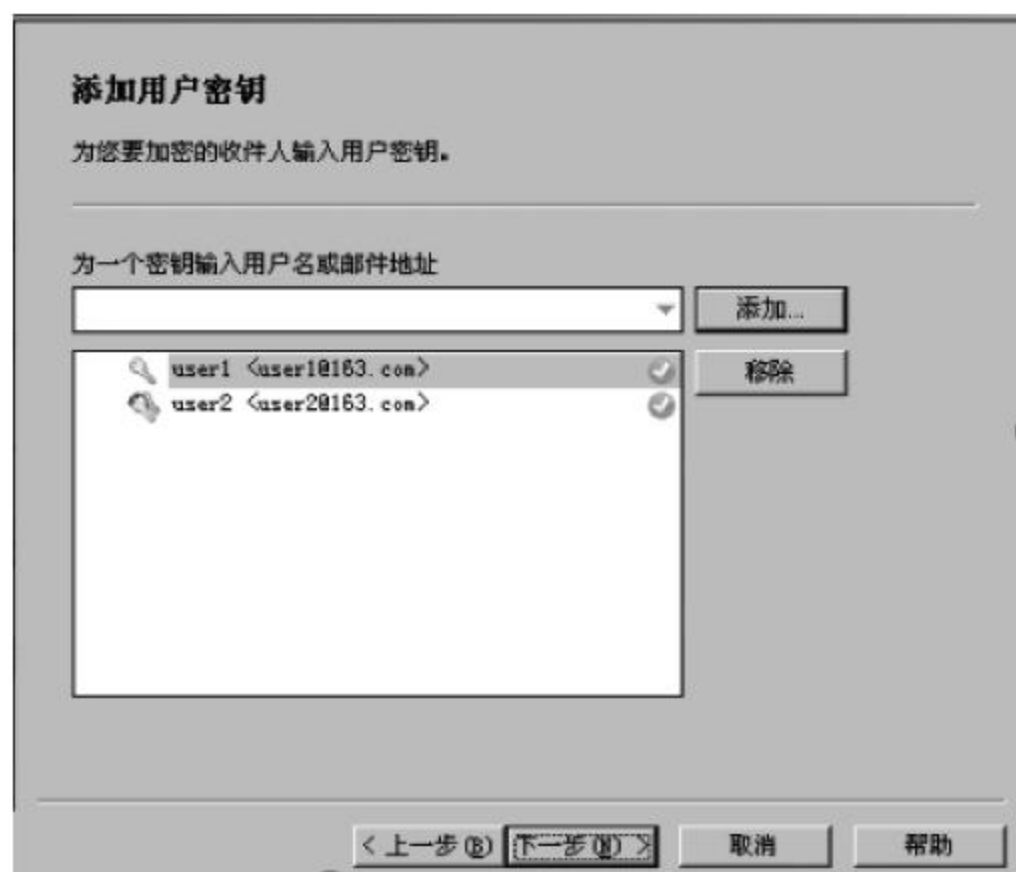 添加用户密钥
为您要加密的收件人输入用户密钥。
为一个密钥输入用户名或邮件地址
添加...
移除
user1 <user1@163.com>
user2 <user2@163.com>
< 上一步(B)
下一步(N) >
取消
帮助